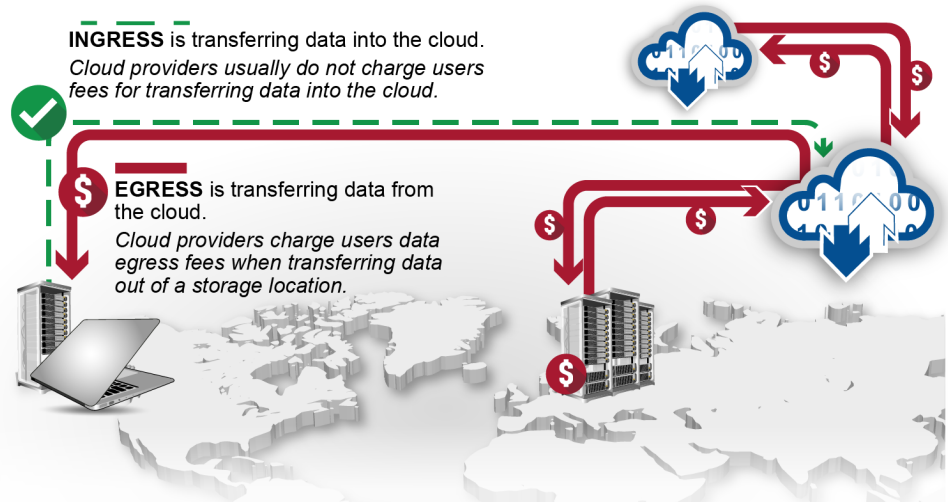 INGRESS is transferring data into the cloud.
Cloud providers usually do not charge users
fees for transferring data into the cloud.
EGRESS is transferring data from
the cloud.
Cloud providers charge users data
egress fees when transferring data
out of a storage location.
$
$
$
$
$
$
0110100
0110100